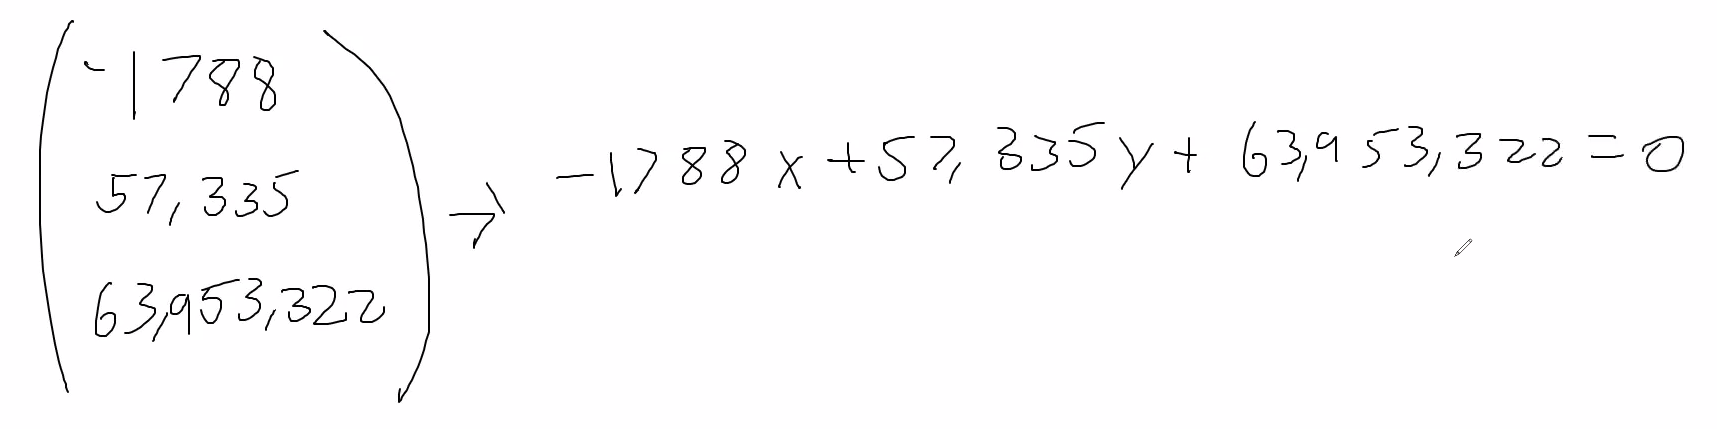 -1788
57,335
63,953,322
→ -1788x + 57,335y + 63,953,322 = 0